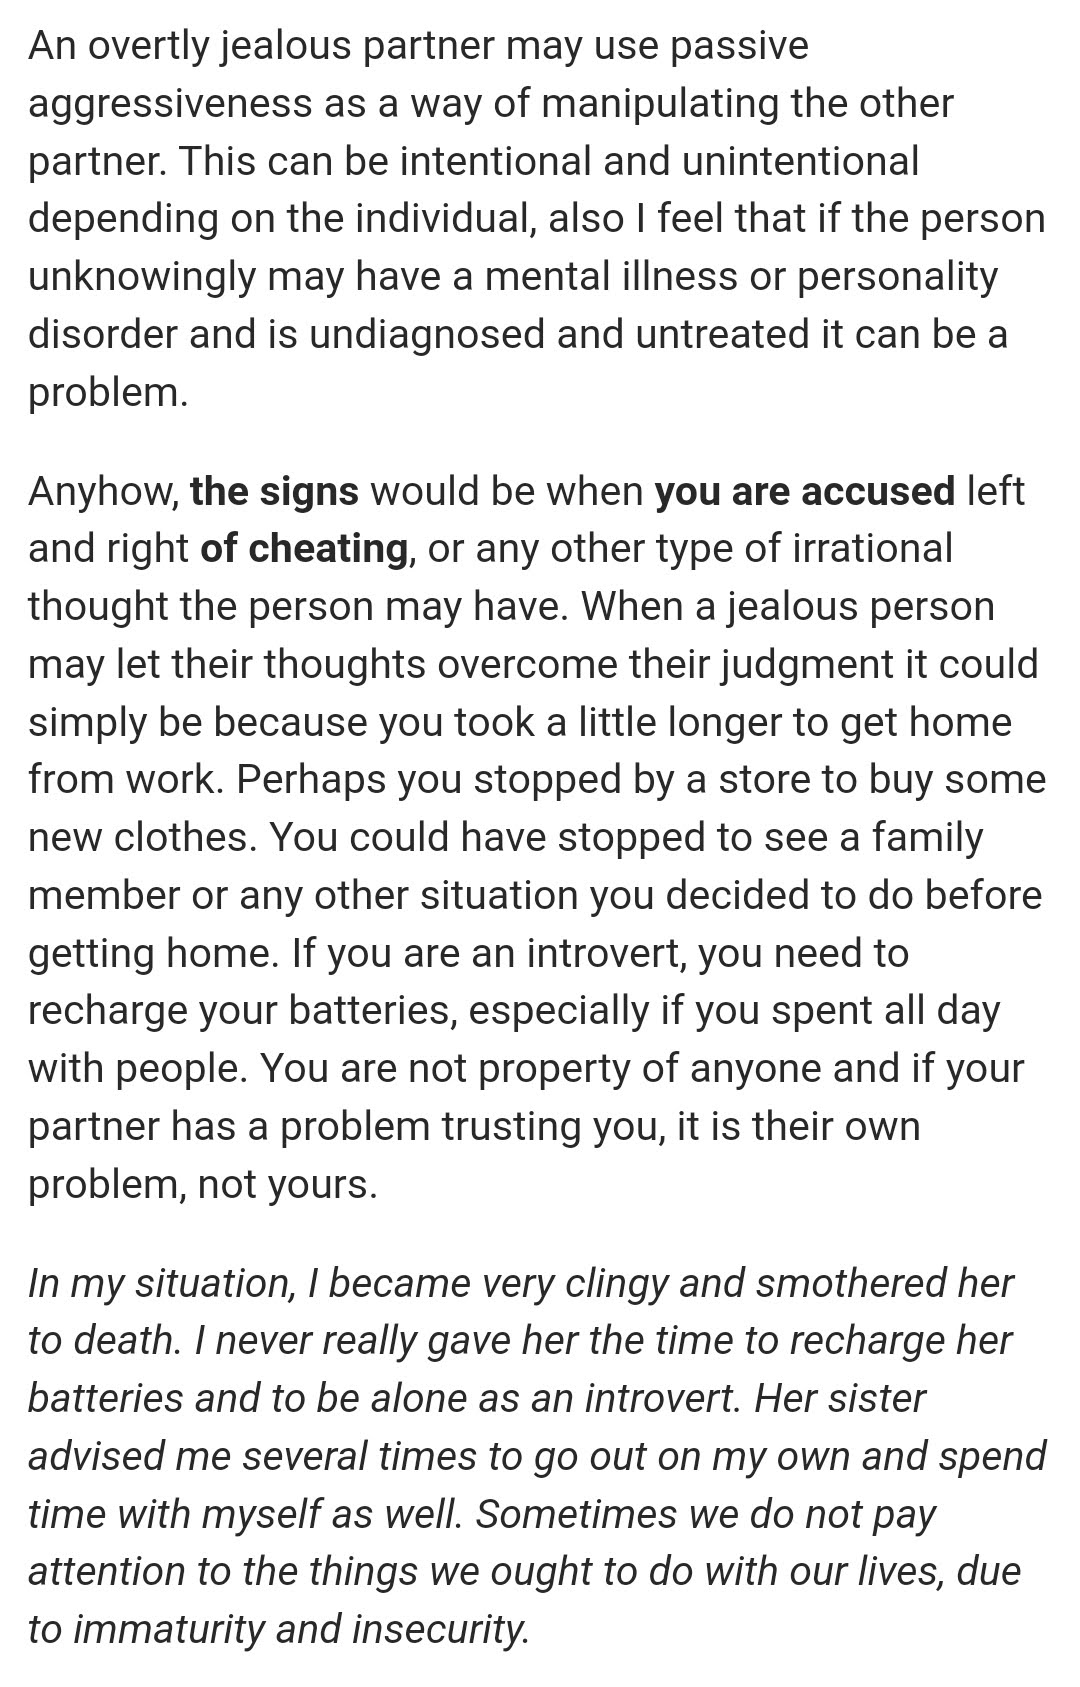 An overtly jealous partner may use passive
aggressiveness as a way of manipulating the other
partner. This can be intentional and unintentional
depending on the individual, also I feel that if the person
unknowingly may have a mental illness or personality
disorder and is undiagnosed and untreated it can be a
problem.
Anyhow, the signs would be when you are accused left
and right of cheating, or any other type of irrational
thought the person may have. When a jealous person
may let their thoughts overcome their judgment it could
simply be because you took a little longer to get home
from work. Perhaps you stopped by a store to buy some
new clothes. You could have stopped to see a family
member or any other situation you decided to do before
getting home. If you are an introvert, you need to
recharge your batteries, especially if you spent all day
with people. You are not property of anyone and if your
partner has a problem trusting you, it is their own
problem, not yours.
In my situation, I became very clingy and smothered her
to death. I never really gave her the time to recharge her
batteries and to be alone as an introvert. Her sister
advised me several times to go out on my own and spend
time with myself as well. Sometimes we do not pay
attention to the things we ought to do with our lives, due
to immaturity and insecurity.